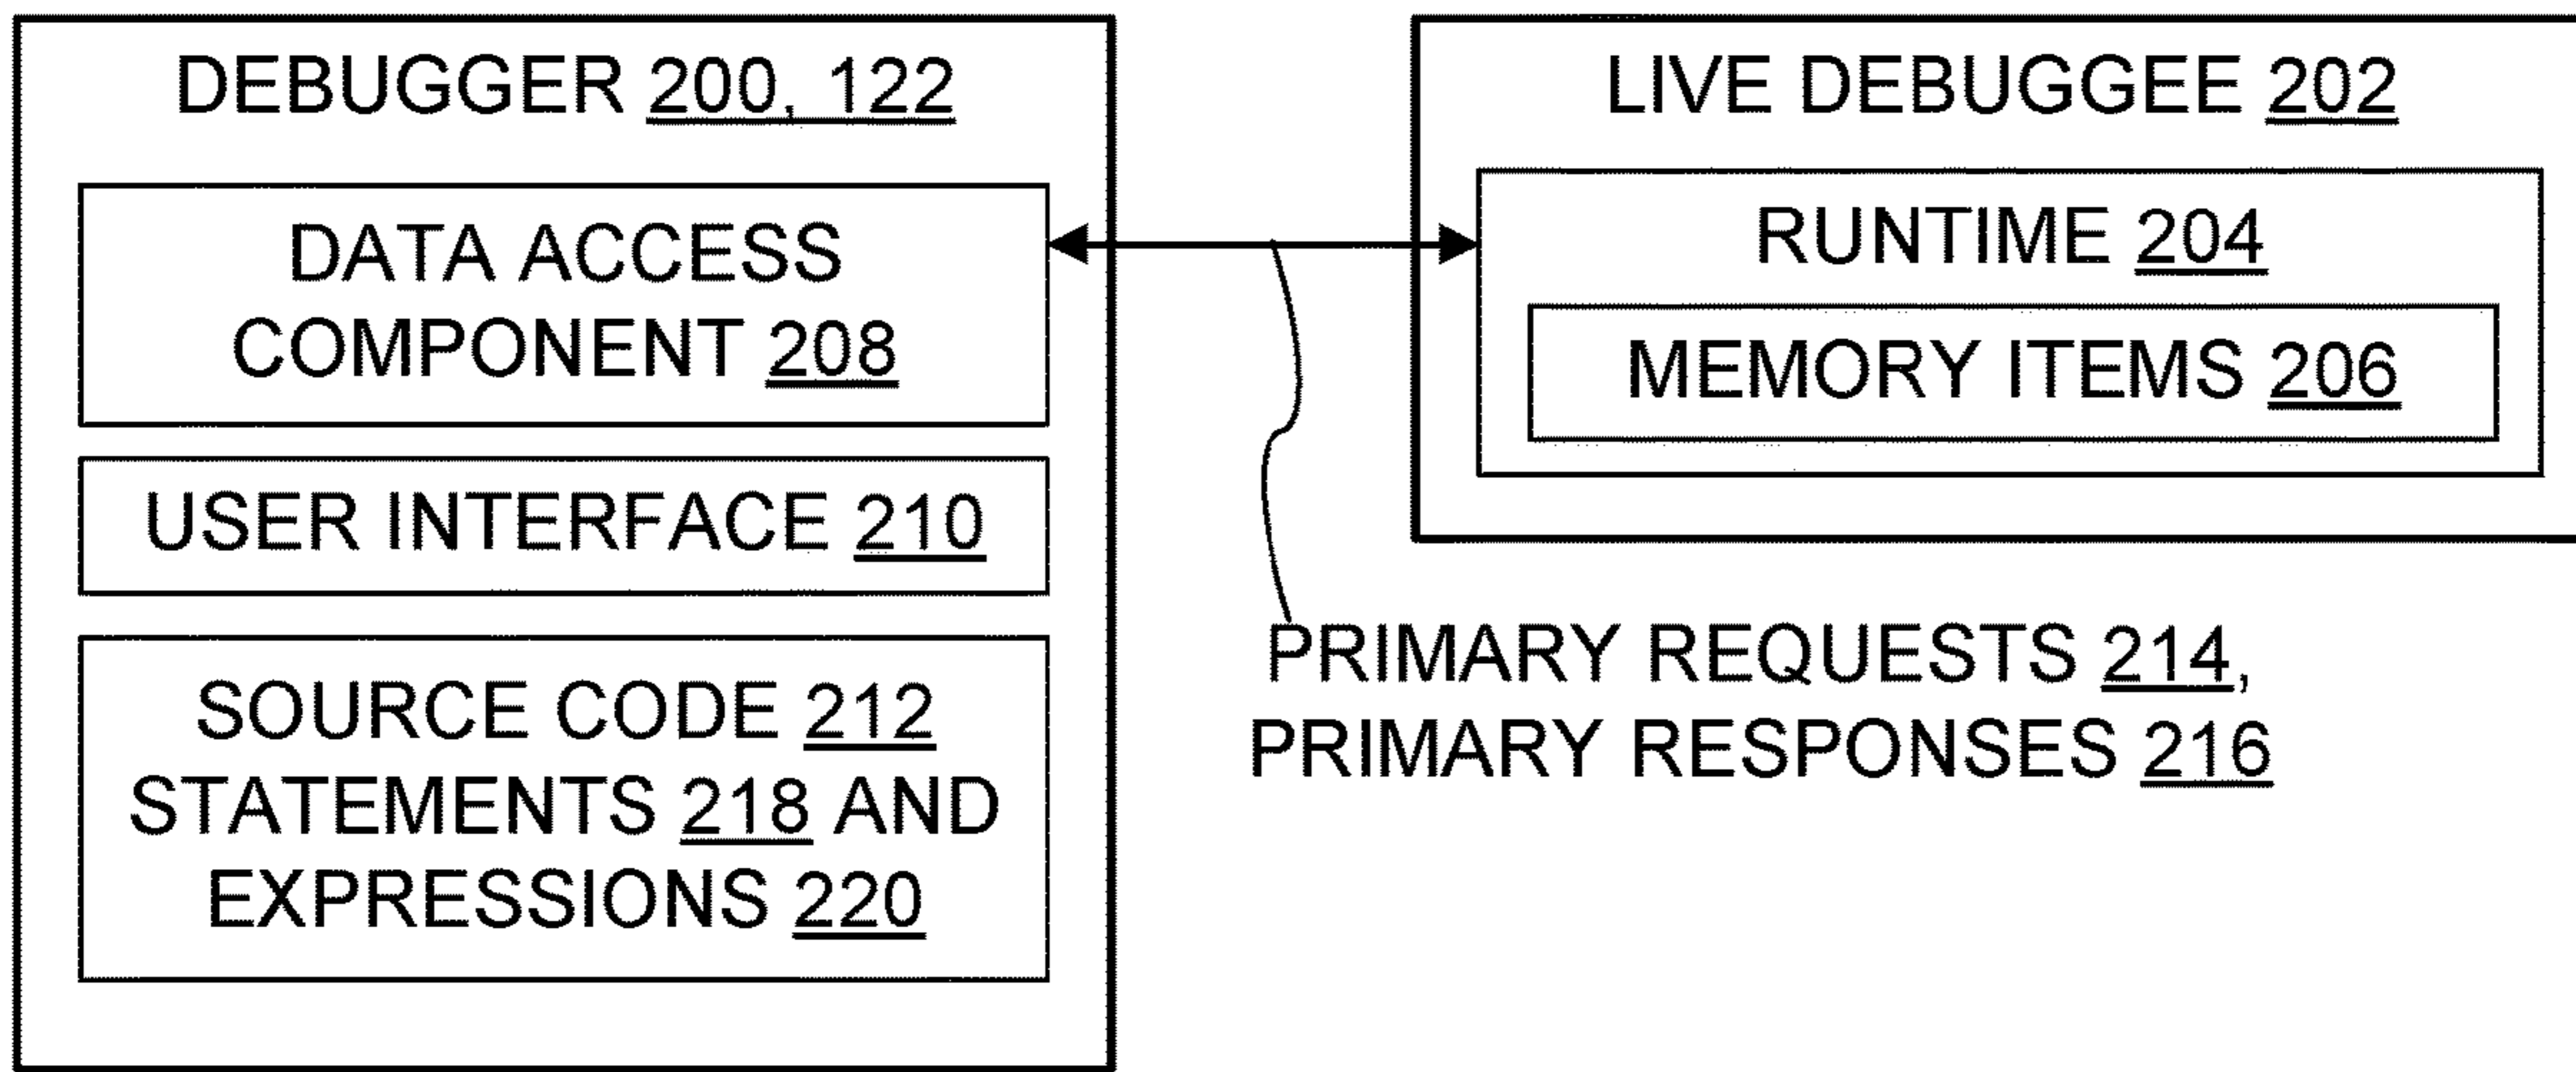 DEBUGGER 200, 122
DATA ACCESS
COMPONENT 208
USER INTERFACE 210
SOURCE CODE 212
STATEMENTS 218 AND
EXPRESSIONS 220
LIVE DEBUGGEE 202
RUNTIME 204
MEMORY ITEMS 206
PRIMARY REQUESTS 214,
PRIMARY RESPONSES 216